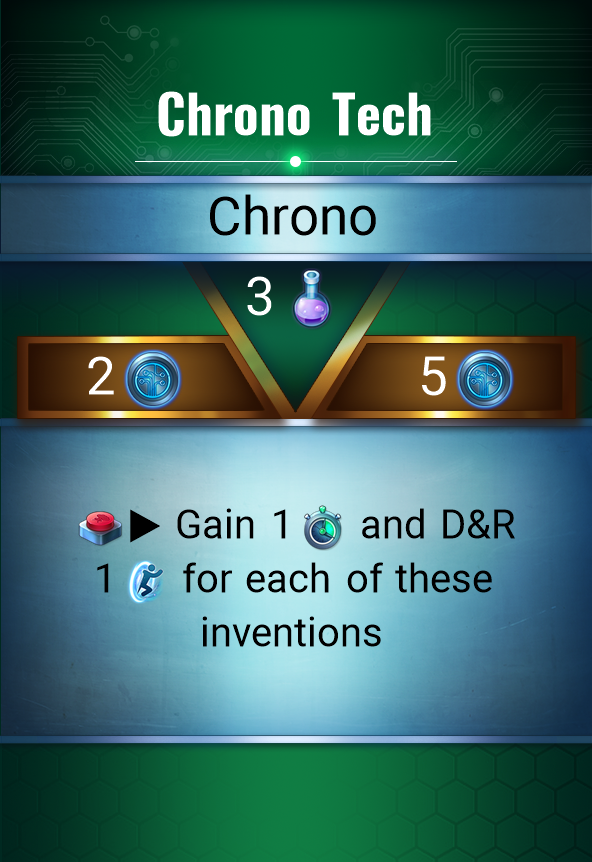 Chrono Tech
Chrono
3
2
5
▶ Gain 1 and D&R
1 for each of these
inventions